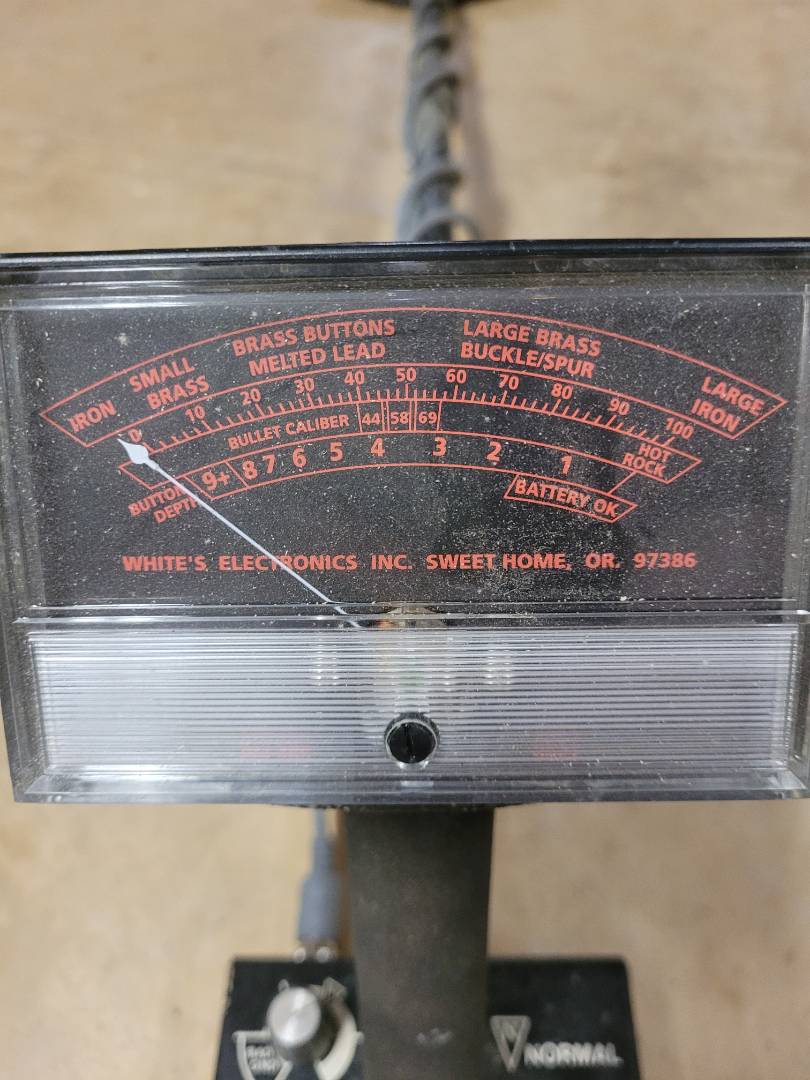 IRON
SMALL
BRASS
BRASS BUTTONS
MELTED LEAD
LARGE BRASS
BUCKLE/SPUR
LARGE
IRON
0 10 20 30 40 50 60 70 80 90 100
BULLET CALIBER 44 58 69
HOT
ROCK
BUTTON
DEPTH
9+ 8 7 6 5 4 3 2 1
BATTERY OK
WHITE'S ELECTRONICS INC. SWEET HOME, OR. 97386
NORMAL